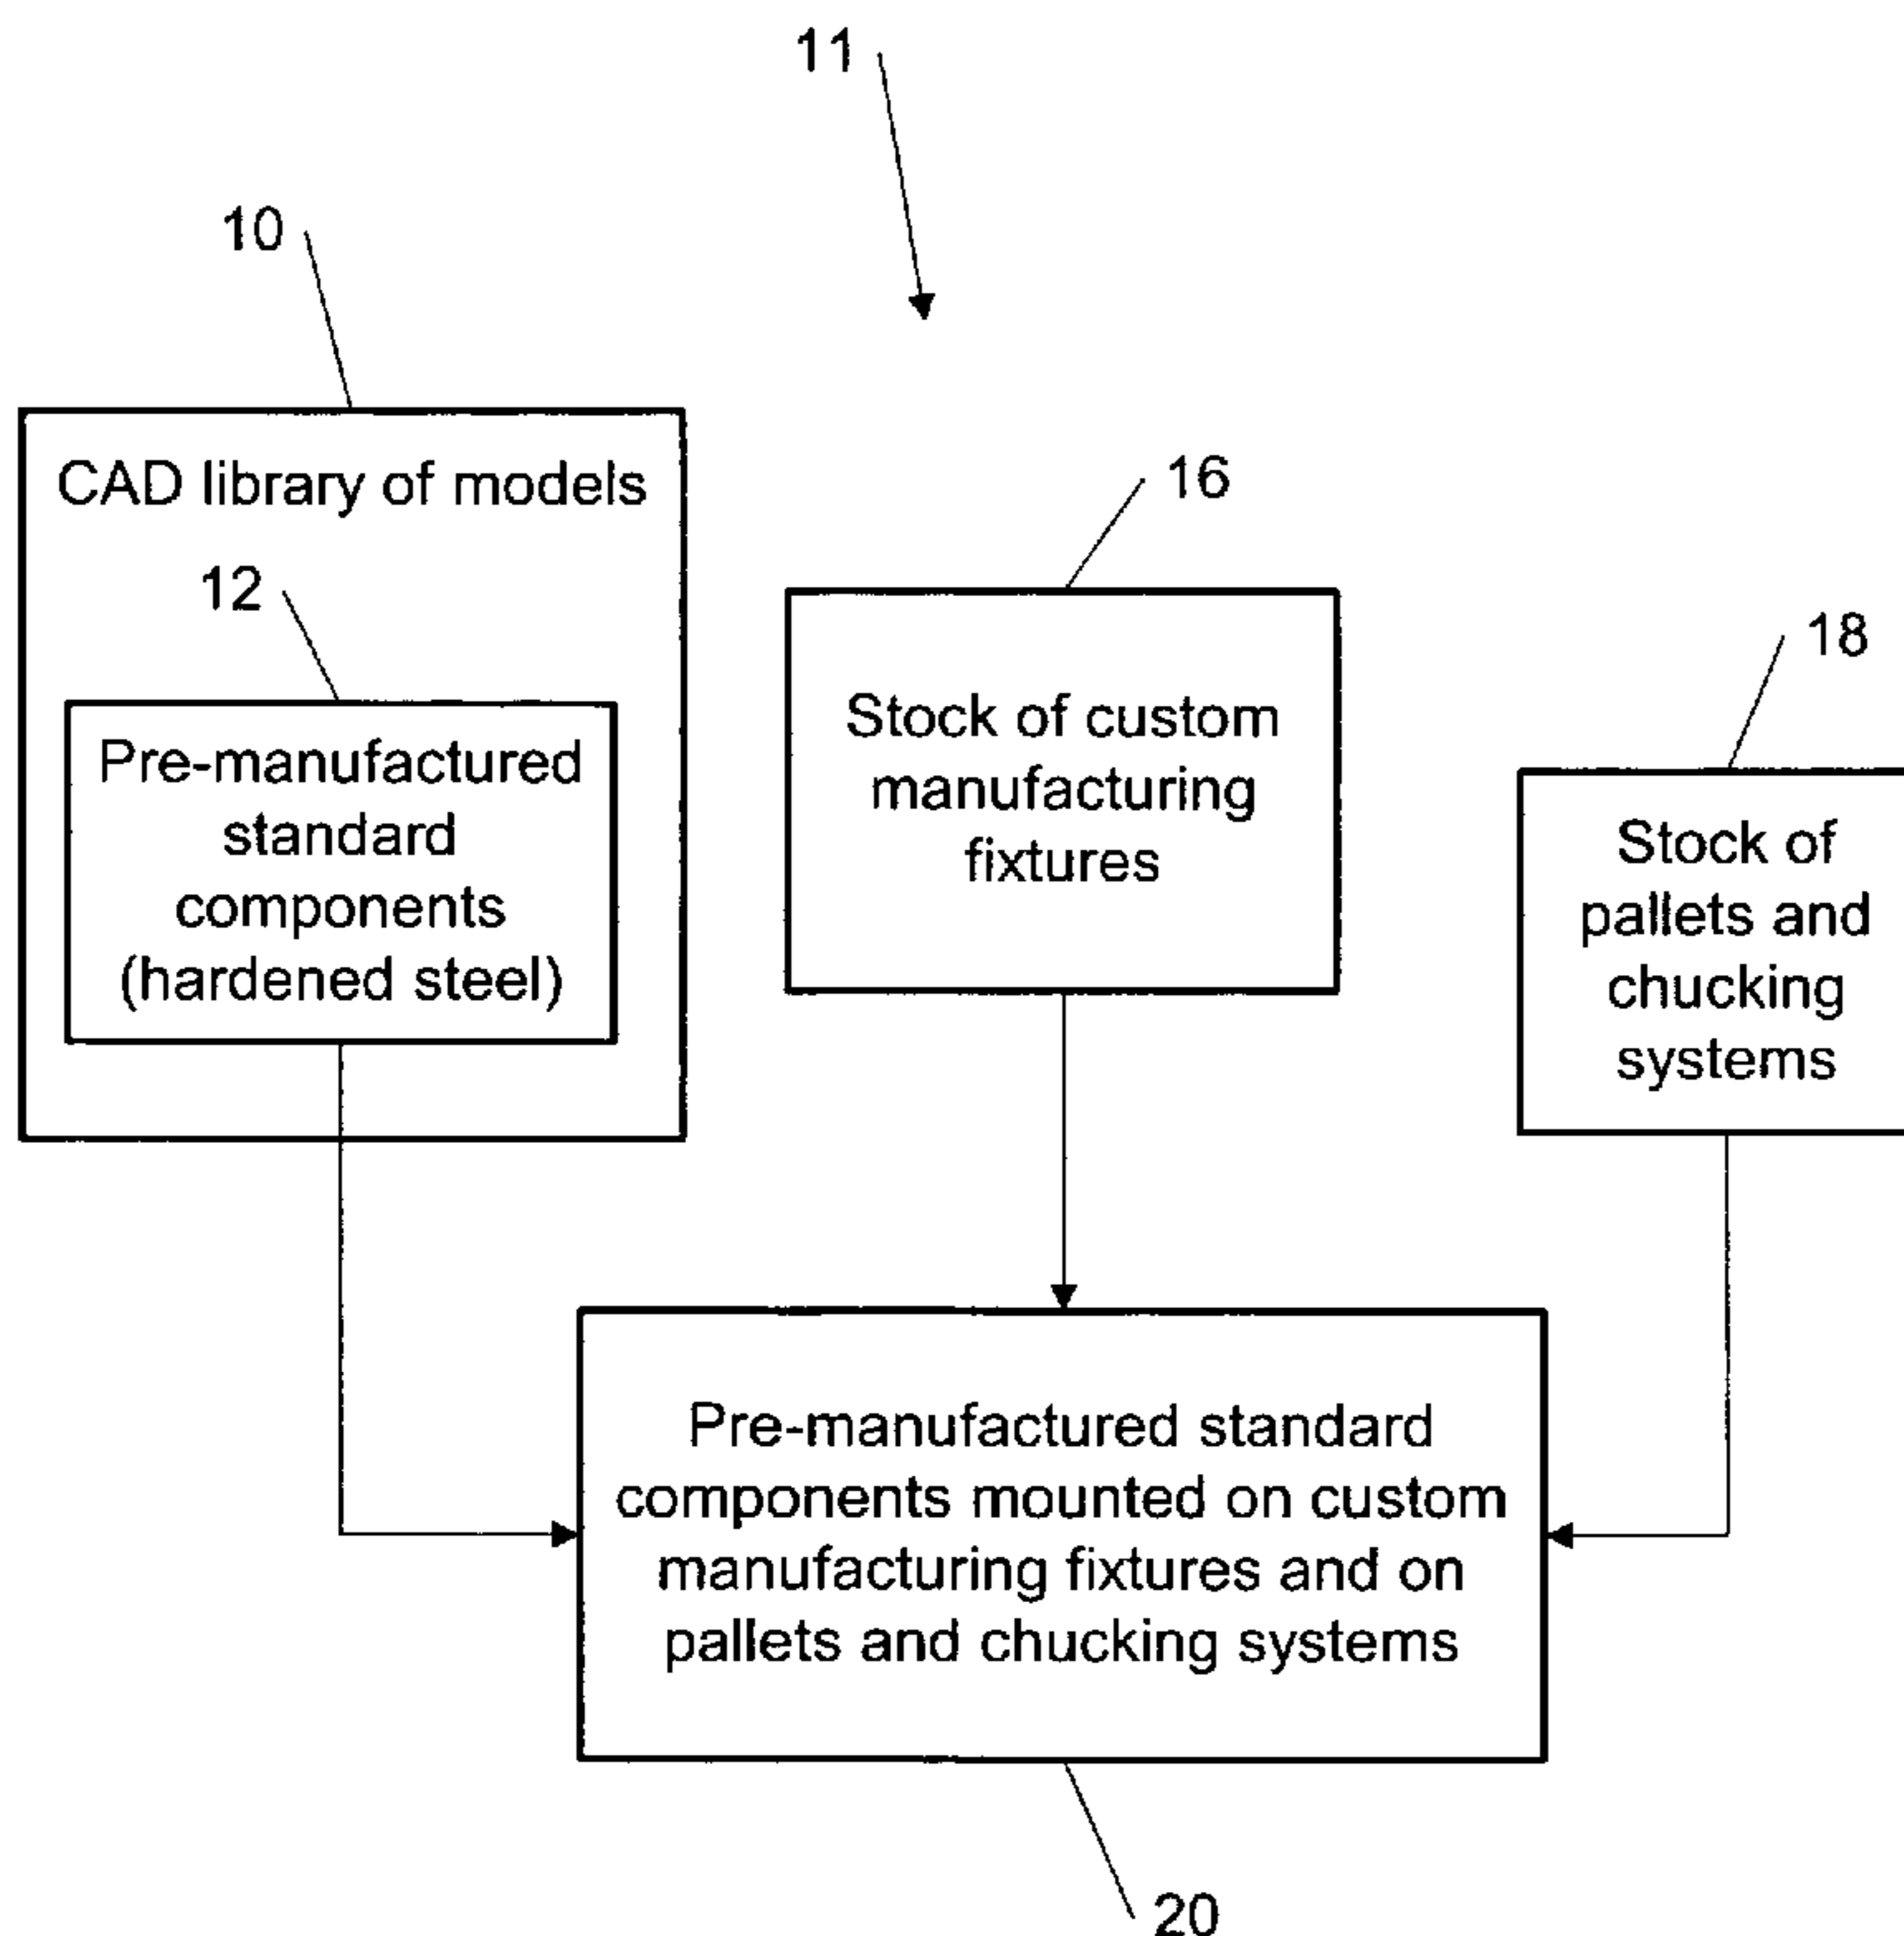 11
10
CAD library of models
16
12
18
Pre-manufactured
standard
components
(hardened steel)
Stock of custom
manufacturing
fixtures
Stock of
pallets and
chucking
systems
Pre-manufactured standard
components mounted on custom
manufacturing fixtures and on
pallets and chucking systems
20